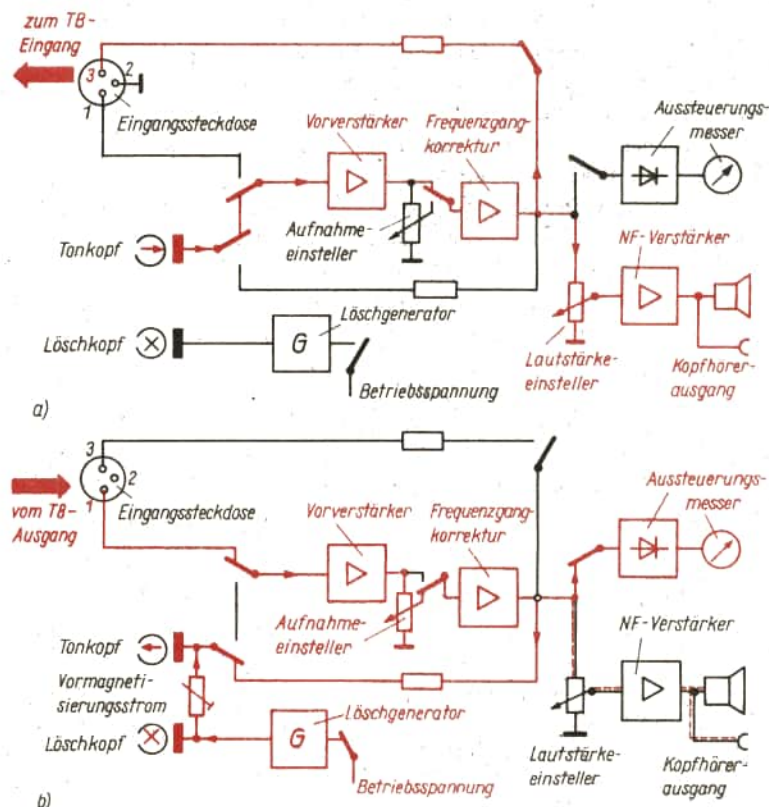 zum TB-
Eingang
3
2
1
Eingangssteckdose
Vorverstärker
Frequenzgang-
korrektur
Aussteuerungs-
messer
Aufnahme-
einsteller
Tonkopf
NF-Verstärker
Löschgenerator
Löschkopf
G
Lautstärke-
einsteller
Kopfhörer-
ausgang
Betriebsspannung
a)
3
2
1
vom TB-
Ausgang
Eingangssteckdose
Vorverstärker
Frequenzgang-
korrektur
Aussteuerungs-
messer
Aufnahme-
einsteller
Tonkopf
NF-Verstärker
Vormagneti-
sierungsstrom
Löschgenerator
Löschkopf
G
Lautstärke-
einsteller
Kopfhörer-
ausgang
Betriebsspannung
b)